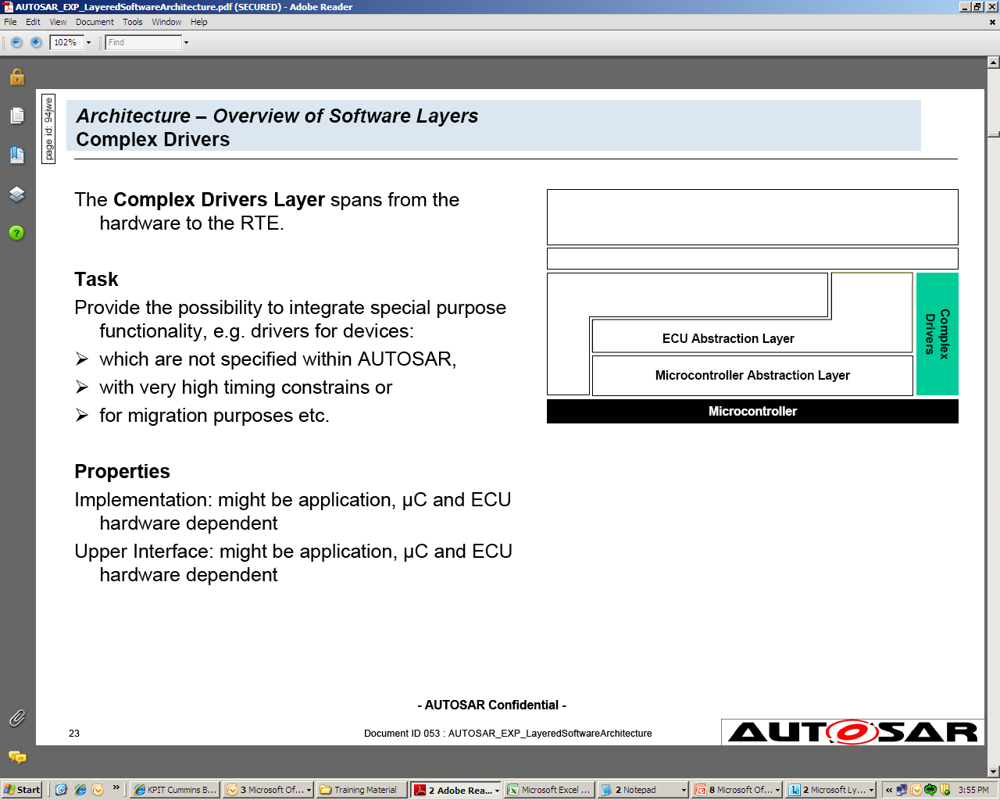 AUTOSAR_EXP_LayeredSoftwareArchitecture.pdf (SECURED) - Adobe Reader
File Edit View Document Tools Window Help
102% Find
page id: 94jwe
Architecture – Overview of Software Layers
Complex Drivers
The Complex Drivers Layer spans from the
hardware to the RTE.
Task
Provide the possibility to integrate special purpose
functionality, e.g. drivers for devices:
➢ which are not specified within AUTOSAR,
➢ with very high timing constrains or
➢ for migration purposes etc.
Properties
Implementation: might be application, µC and ECU
hardware dependent
Upper Interface: might be application, µC and ECU
hardware dependent
Complex
Drivers
ECU Abstraction Layer
Microcontroller Abstraction Layer
Microcontroller
- AUTOSAR Confidential -
23
Document ID 053 : AUTOSAR_EXP_LayeredSoftwareArchitecture
AUTOSAR
Start » KPIT Cummins B... 3 Microsoft Of... Training Material 2 Adobe Rea... Microsoft Excel ... 2 Notepad 8 Microsoft Of... 2 Microsoft Ly... « 3:55 PM